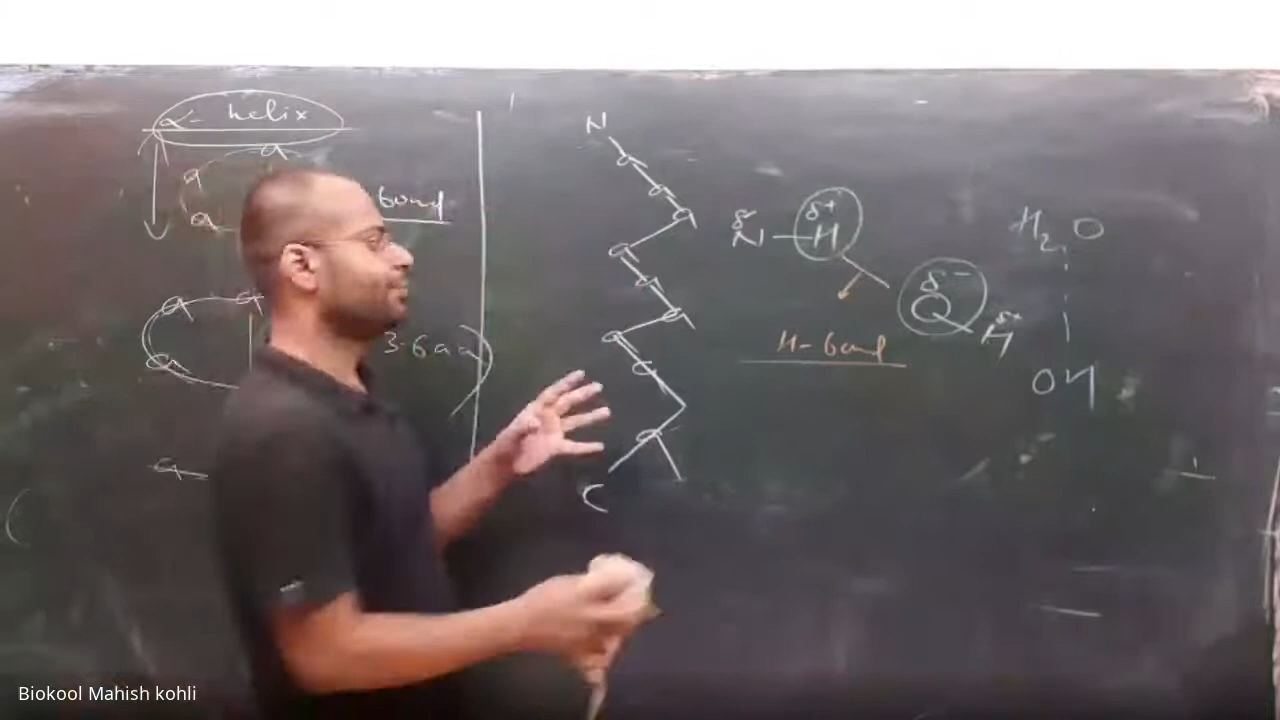 α- helix
a
a
a
bond
a a
a
3.6 aa
a
N
C
δ-
N
δ+
H
δ-
O
δ+
H
H-bond
H2O
OH
Biokool Mahish kohli